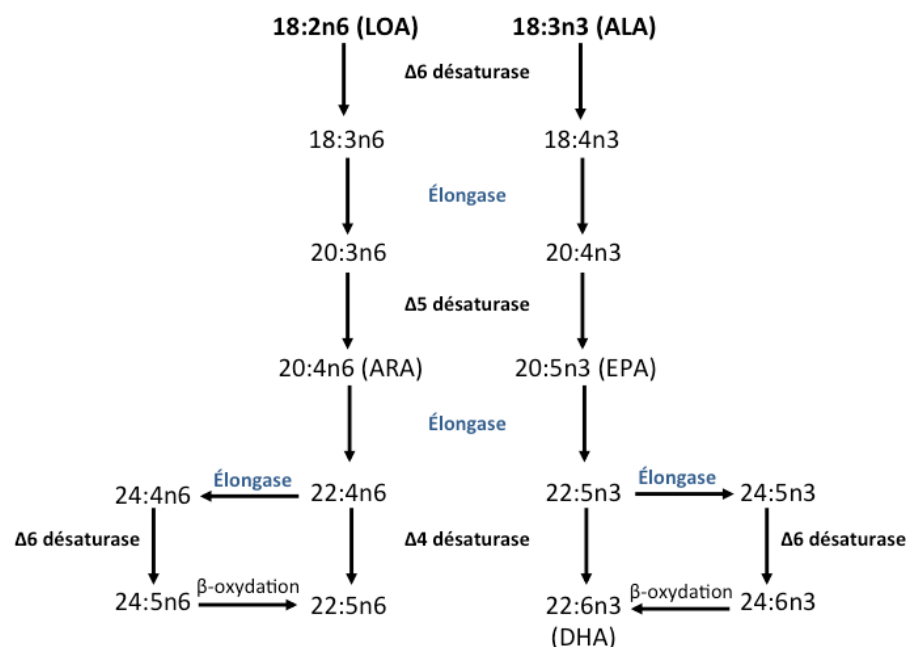 18:2n6 (LOA) 18:3n3 (ALA)
Δ6 désaturase
18:3n6 18:4n3
Élongase
20:3n6 20:4n3
Δ5 désaturase
20:4n6 (ARA) 20:5n3 (EPA)
Élongase
Élongase Élongase
24:4n6 22:4n6 22:5n3 24:5n3
Δ6 désaturase Δ4 désaturase Δ6 désaturase
β-oxydation β-oxydation
24:5n6 22:5n6 22:6n3 24:6n3
(DHA)